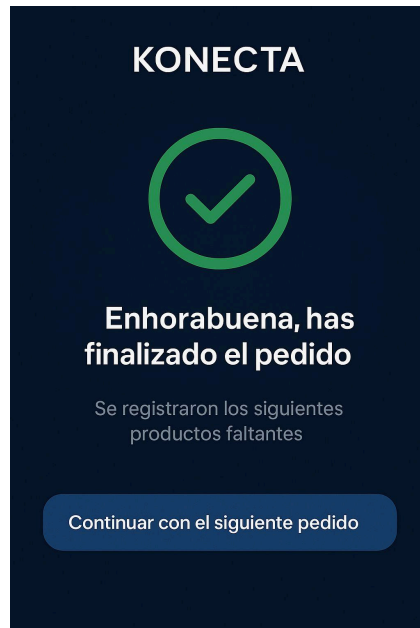 KONECTA
Enhorabuena, has
finalizado el pedido
Se registraron los siguientes
productos faltantes
Continuar con el siguiente pedido